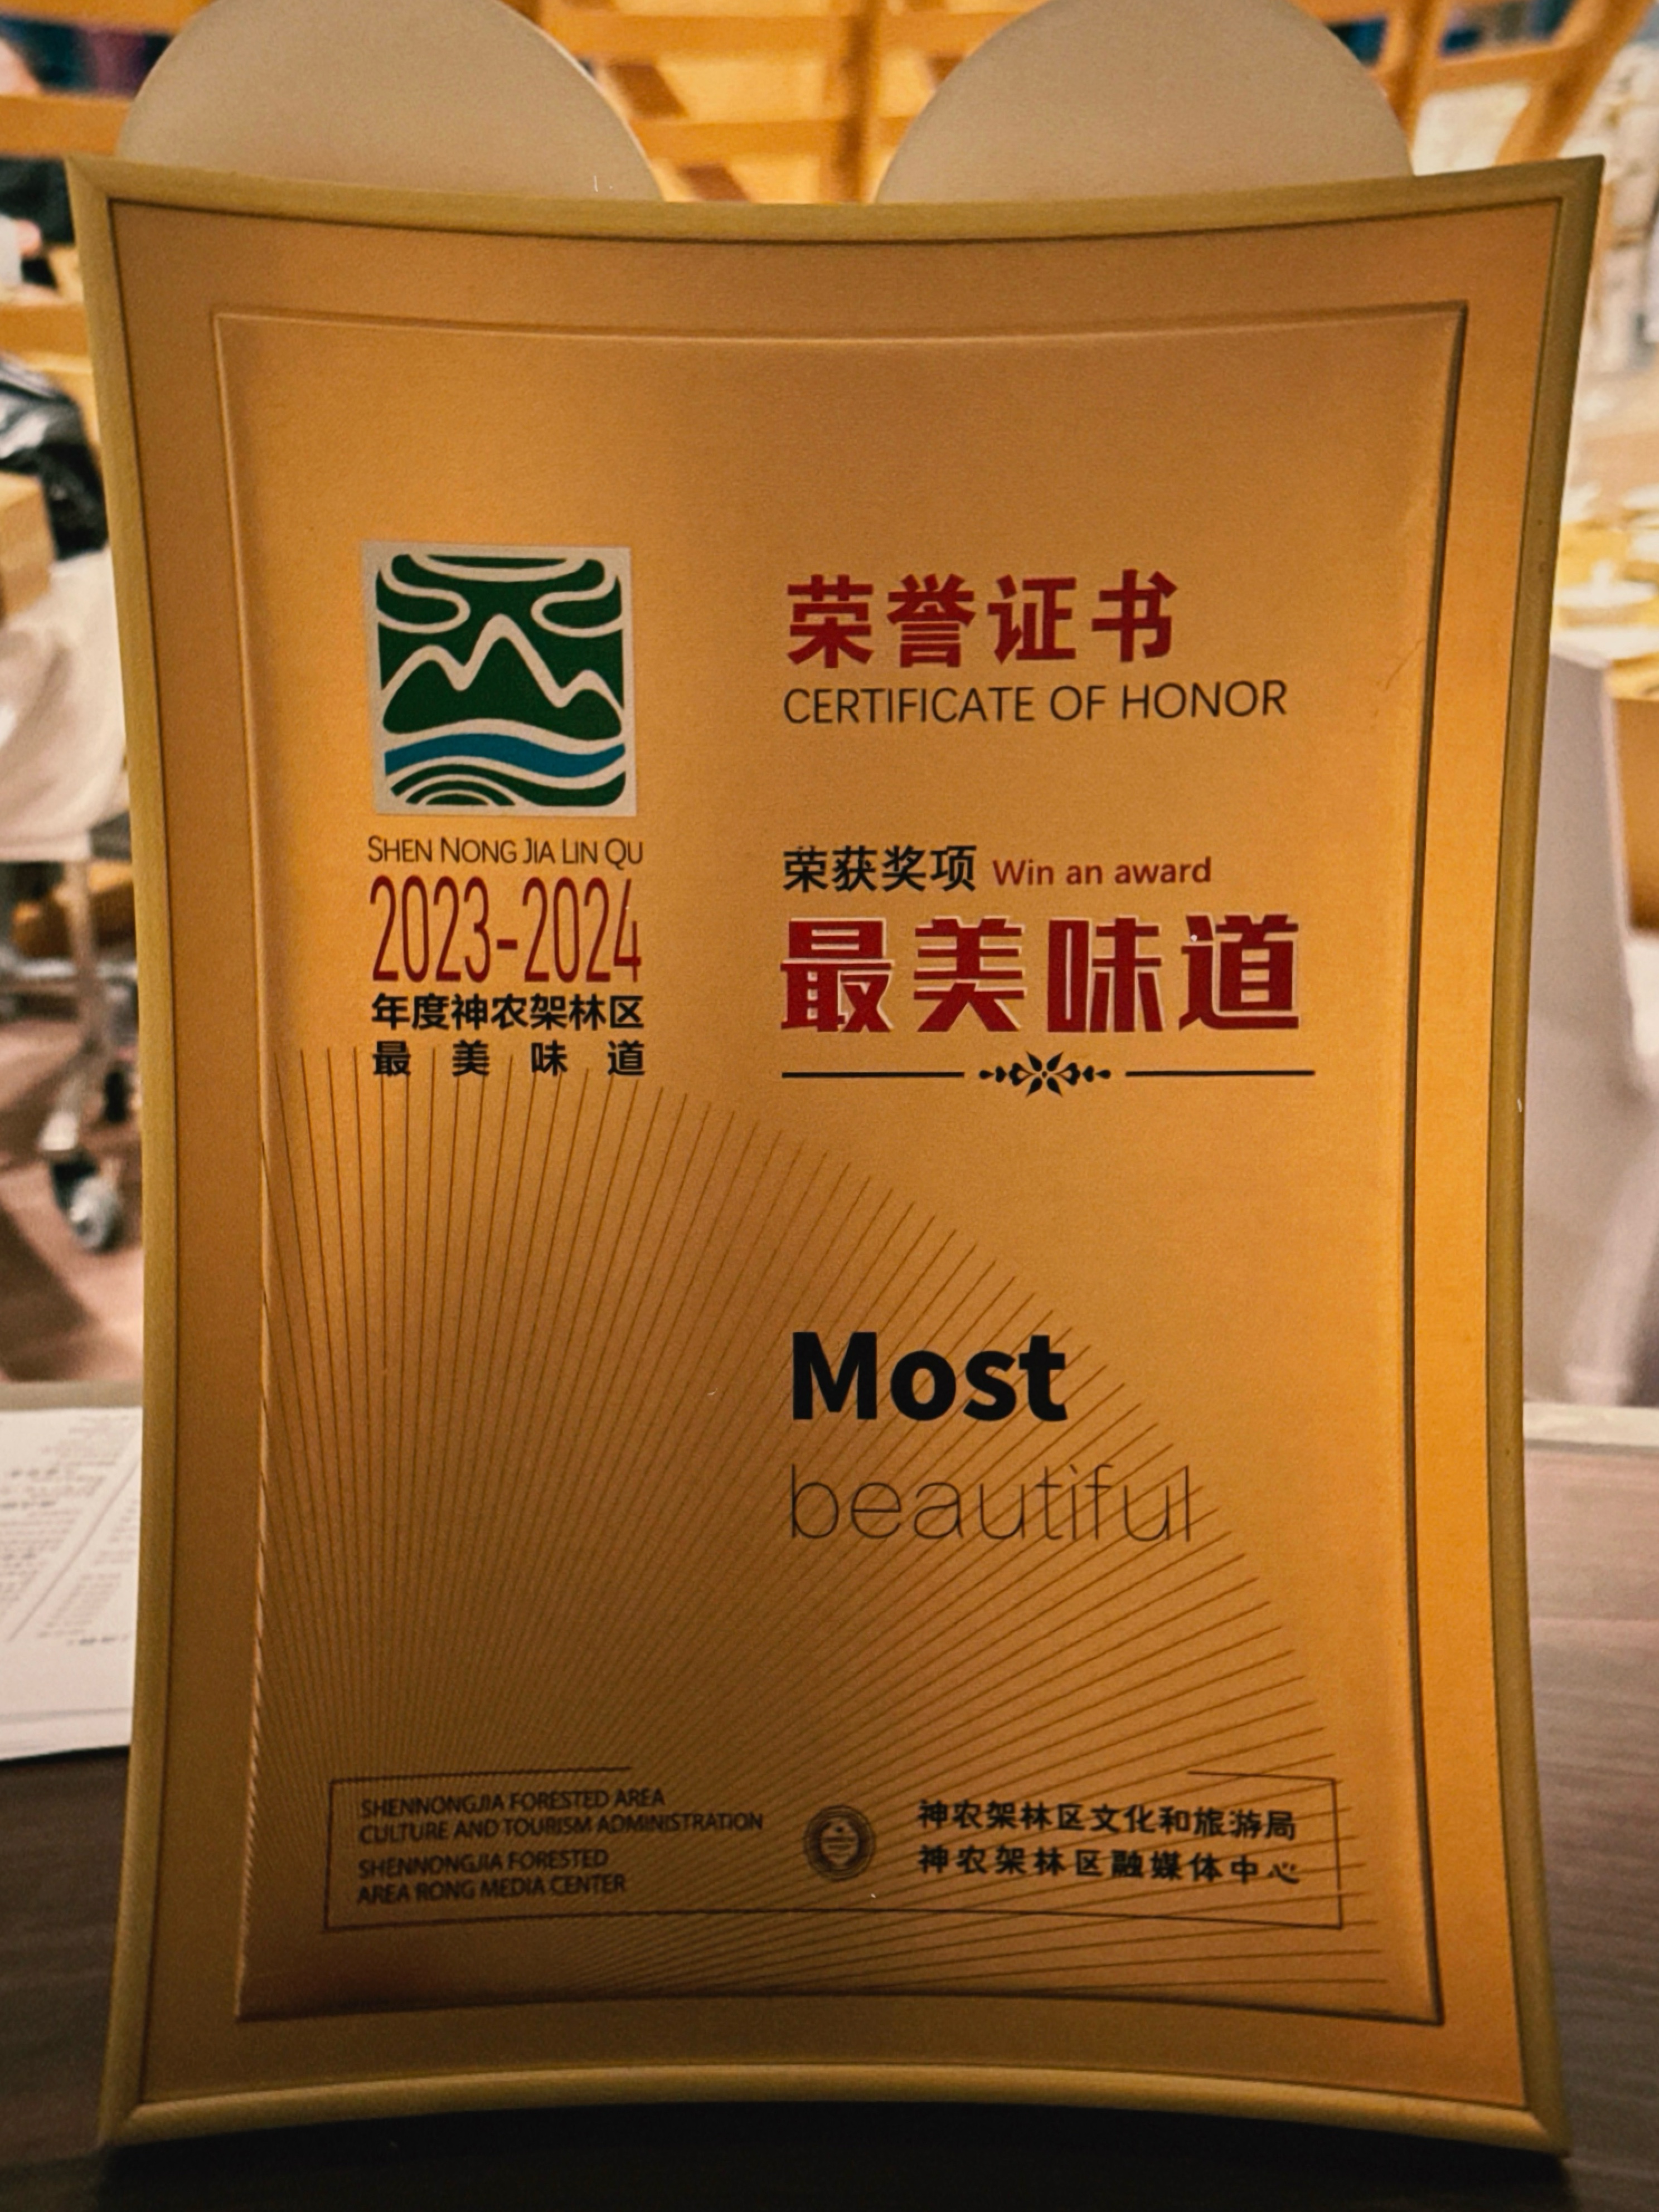 荣誉证书
CERTIFICATE OF HONOR
SHEN NONG JIA LIN QU
2023-2024
年度神农架林区
最美味道
荣获奖项 Win an award
最美味道
Most
beautiful
SHENNONGJIA FORESTED AREA
CULTURE AND TOURISM ADMINISTRATION
SHENNONGJIA FORESTED
AREA RONG MEDIA CENTER
神农架林区文化和旅游局
神农架林区融媒体中心